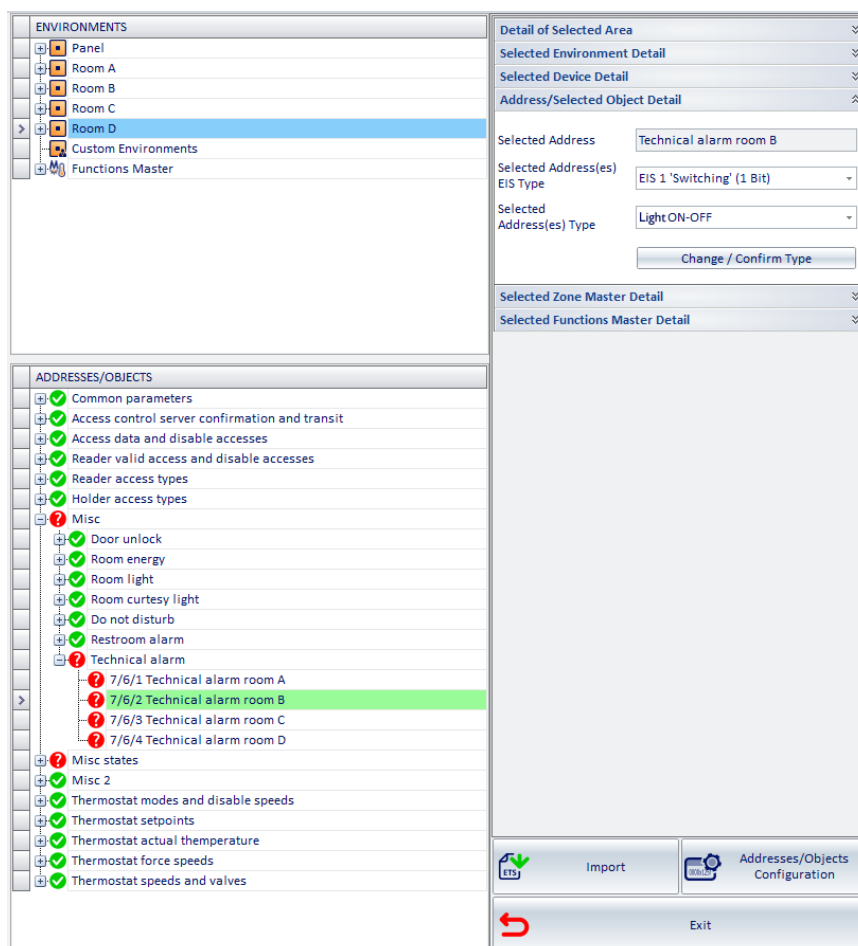 ENVIRONMENTS
Panel
Room A
Room B
Room C
Room D
Custom Environments
Functions Master
Detail of Selected Area
Selected Environment Detail
Selected Device Detail
Address/Selected Object Detail
Selected Address
Technical alarm room B
Selected Address(es)
EIS Type
EIS 1 'Switching' (1 Bit)
Selected
Address(es) Type
Light ON-OFF
Change / Confirm Type
Selected Zone Master Detail
Selected Functions Master Detail
ADDRESSES/OBJECTS
Common parameters
Access control server confirmation and transit
Access data and disable accesses
Reader valid access and disable accesses
Reader access types
Holder access types
Misc
Door unlock
Room energy
Room light
Room curtesy light
Do not disturb
Restroom alarm
Technical alarm
7/6/1 Technical alarm room A
7/6/2 Technical alarm room B
7/6/3 Technical alarm room C
7/6/4 Technical alarm room D
Misc states
Misc 2
Thermostat modes and disable speeds
Thermostat setpoints
Thermostat actual themperature
Thermostat force speeds
Thermostat speeds and valves
ETS
Import
Addresses/Objects
Configuration
Exit